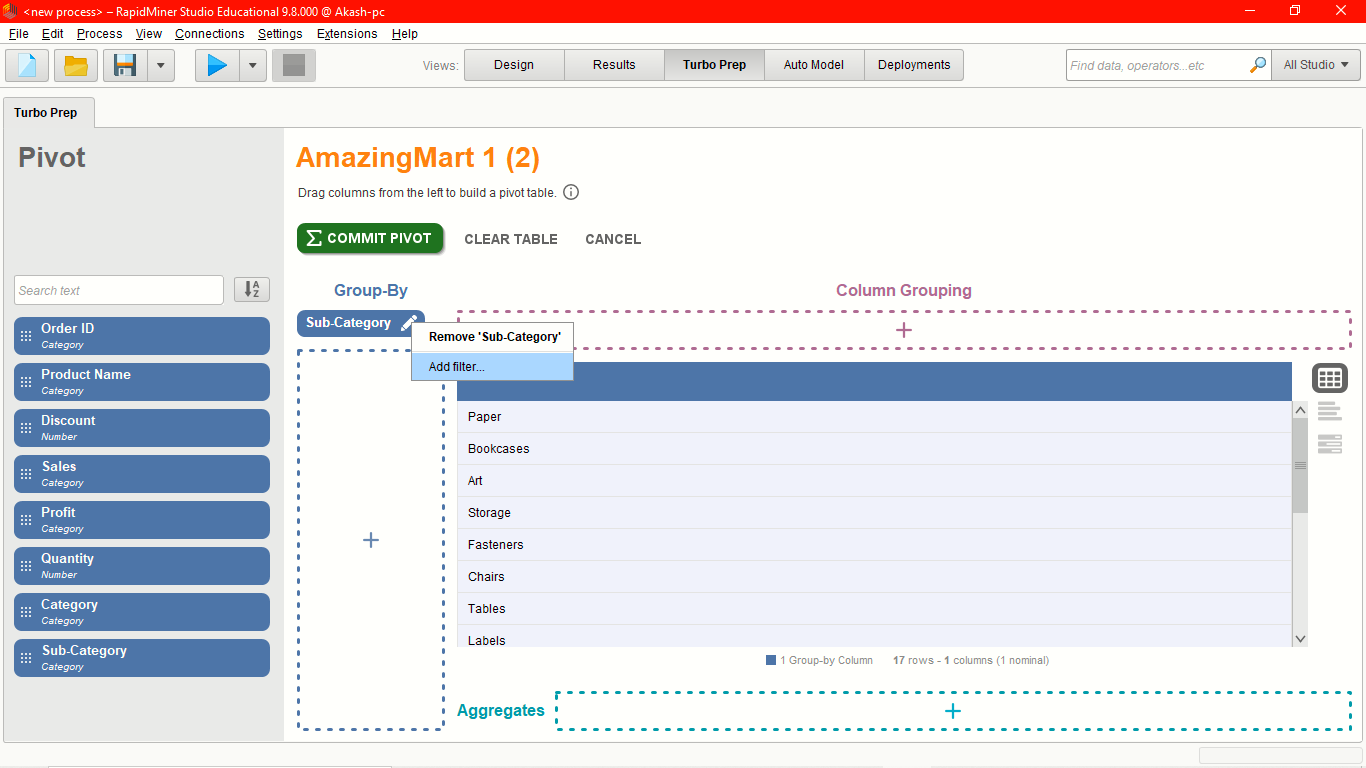 <new process> – RapidMiner Studio Educational 9.8.000 @ Akash-pc
File Edit Process View Connections Settings Extensions Help
Views: Design Results Turbo Prep Auto Model Deployments Find data, operators...etc All Studio
Turbo Prep
Pivot
AmazingMart 1 (2)
Drag columns from the left to build a pivot table.
COMMIT PIVOT CLEAR TABLE CANCEL
Search text
Order ID
Category
Product Name
Category
Discount
Number
Sales
Category
Profit
Category
Quantity
Number
Category
Category
Sub-Category
Category
Group-By
Column Grouping
Sub-Category
Remove 'Sub-Category'
Add filter...
Paper
Bookcases
Art
Storage
Fasteners
Chairs
Tables
Labels
1 Group-by Column 17 rows - 1 columns (1 nominal)
Aggregates